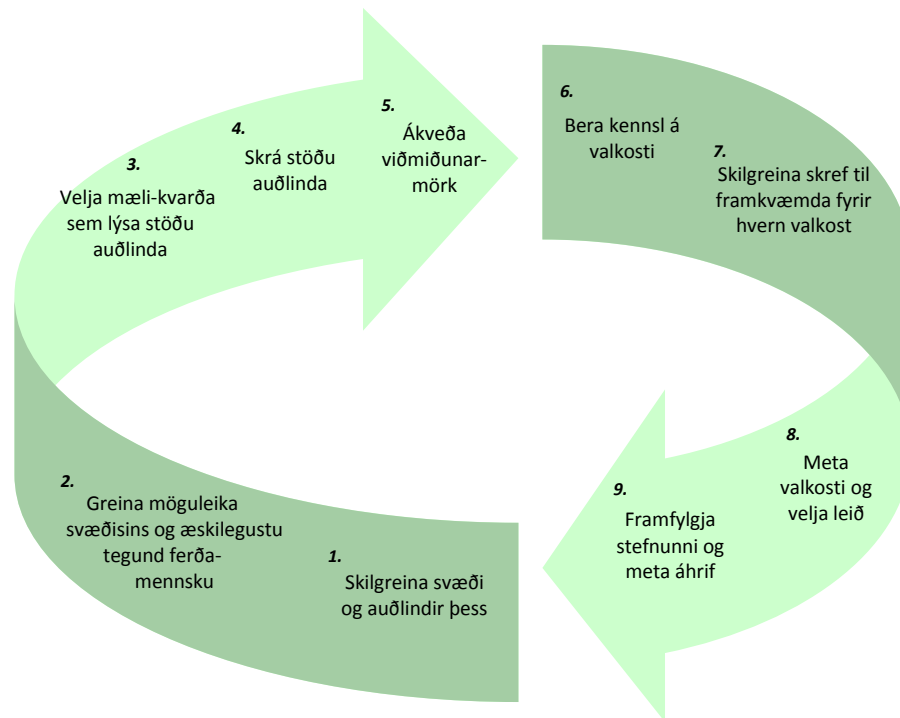 1.
Skilgreina svæði
og auðlindir þess
2.
Greina möguleika
svæðisins og æskilegustu
tegund ferða-
mennsku
3.
Velja mæli-kvarða
sem lýsa stöðu
auðlinda
4.
Skrá stöðu
auðlinda
5.
Ákveða
viðmiðunar-
mörk
6.
Bera kennsl á
valkosti
7.
Skilgreina skref til
framkvæmda fyrir
hvern valkost
8.
Meta
valkosti og
velja leið
9.
Framfylgja
stefnunni og
meta áhrif